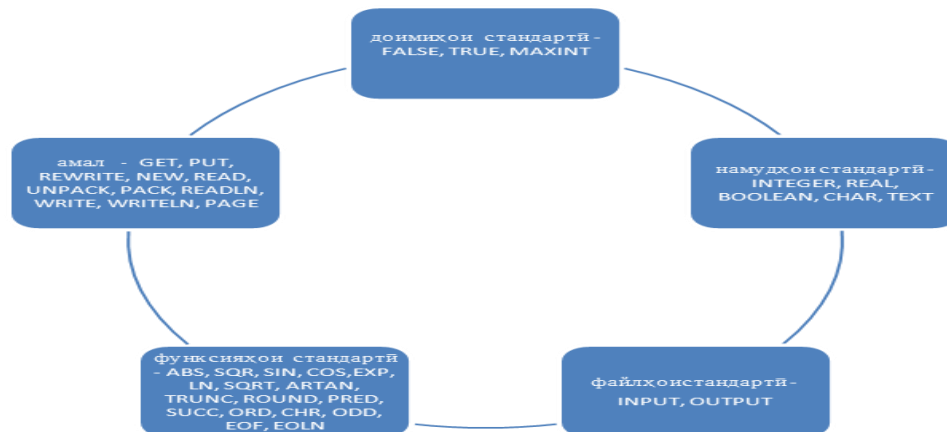 доимиҳои стандартӣ -
FALSE, TRUE, MAXINT
намудҳои стандартӣ -
INTEGER, REAL,
BOOLEAN, CHAR, TEXT
файлҳоистандартӣ -
INPUT, OUTPUT
функсияҳои стандартӣ
- ABS, SQR, SIN, COS,EXP,
LN, SQRT, ARTAN,
TRUNC, ROUND, PRED,
SUCC, ORD, CHR, ODD,
EOF, EOLN
амал - GET, PUT,
REWRITE, NEW, READ,
UNPACK, PACK, READLN,
WRITE, WRITELN, PAGE